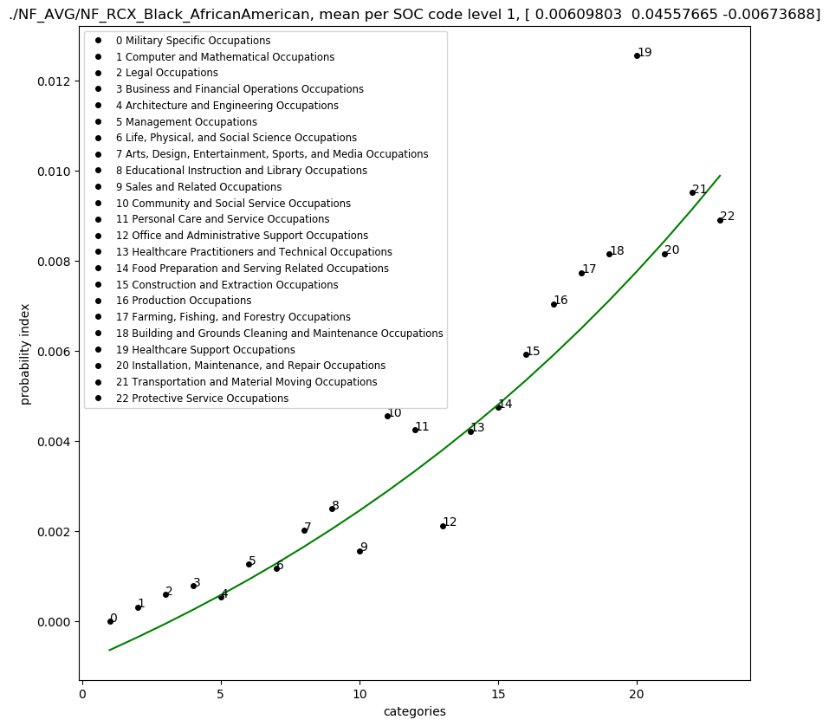 ./NF_AVG/NF_RCX_Black_AfricanAmerican, mean per SOC code level 1, [ 0.00609803  0.04557665 -0.00673688]
0 Military Specific Occupations
1 Computer and Mathematical Occupations
2 Legal Occupations
3 Business and Financial Operations Occupations
4 Architecture and Engineering Occupations
5 Management Occupations
6 Life, Physical, and Social Science Occupations
7 Arts, Design, Entertainment, Sports, and Media Occupations
8 Educational Instruction and Library Occupations
9 Sales and Related Occupations
10 Community and Social Service Occupations
11 Personal Care and Service Occupations
12 Office and Administrative Support Occupations
13 Healthcare Practitioners and Technical Occupations
14 Food Preparation and Serving Related Occupations
15 Construction and Extraction Occupations
16 Production Occupations
17 Farming, Fishing, and Forestry Occupations
18 Building and Grounds Cleaning and Maintenance Occupations
19 Healthcare Support Occupations
20 Installation, Maintenance, and Repair Occupations
21 Transportation and Material Moving Occupations
22 Protective Service Occupations
probability index
0.012
0.010
0.008
0.006
0.004
0.002
0.000
0
1
2
3
4
5
6
7
8
9
10
11
12
13
14
15
16
17
18
19
20
21
22
0 5 10 15 20
categories